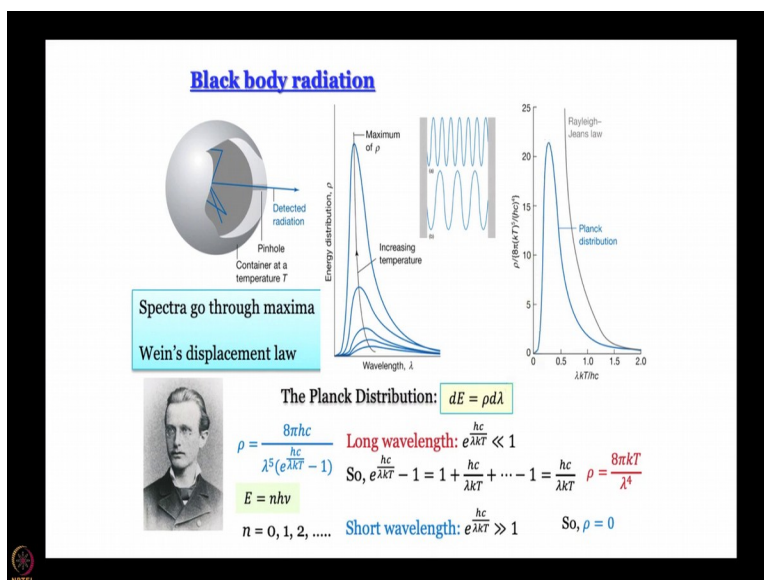 Black body radiation
Maximum
of ρ
Energy distribution, ρ
Increasing
temperature
Wavelength, λ
Detected
radiation
Pinhole
Container at a
temperature T
(a)
(b)
25
20
15
10
5
0
Rayleigh–
Jeans law
Planck
distribution
ρ/{8π(kT)⁵/(hc)⁴}
0 0.5 1.0 1.5 2.0
λkT/hc
Spectra go through maxima
Wein's displacement law
The Planck Distribution: dE = ρdλ
ρ = 8πhc / λ⁵(e^(hc/λkT) − 1)
Long wavelength: e^(hc/λkT) ≪ 1
So, e^(hc/λkT) − 1 = 1 + hc/λkT + ⋯ − 1 = hc/λkT ρ = 8πkT/λ⁴
E = nhν
n = 0, 1, 2, .....
Short wavelength: e^(hc/λkT) ≫ 1 So, ρ = 0
NPTEL